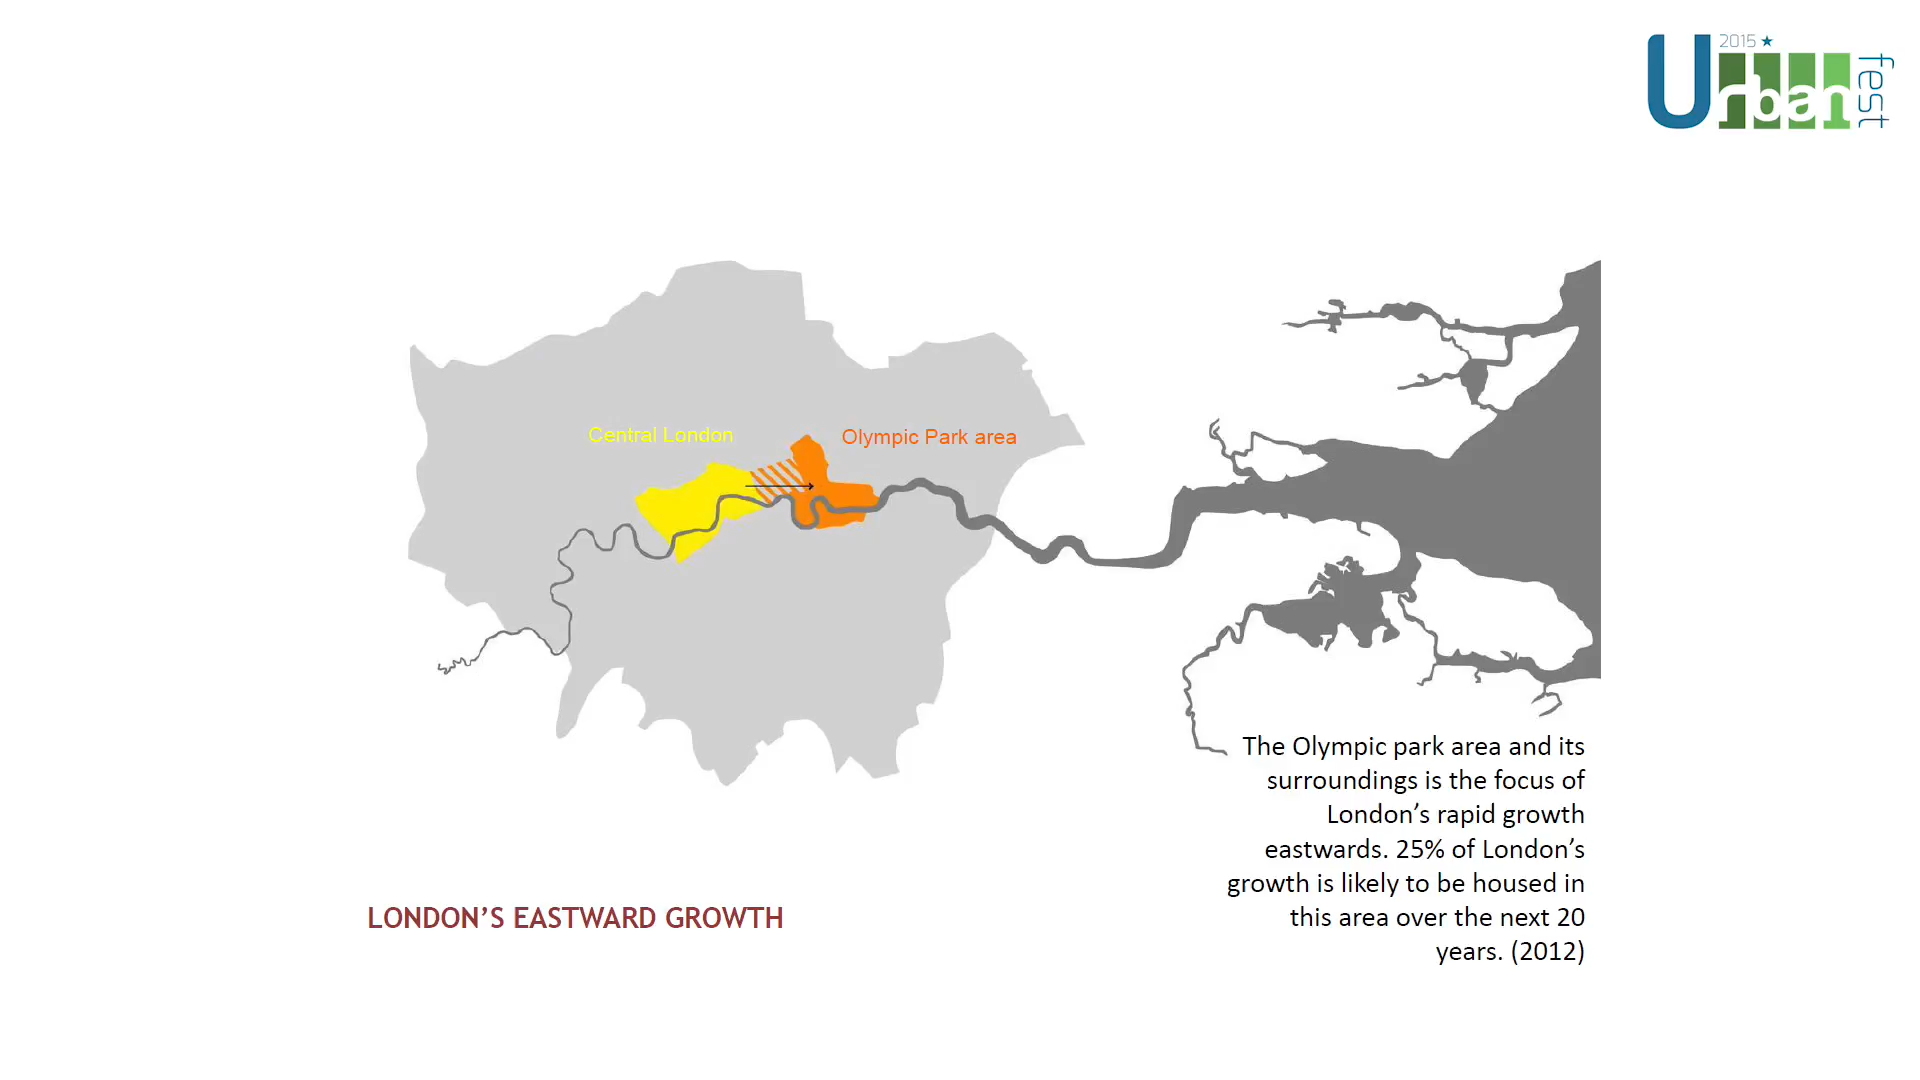 2015
Urban
fest
Central London
Olympic Park area
The Olympic park area and its
surroundings is the focus of
London’s rapid growth
eastwards. 25% of London’s
growth is likely to be housed in
this area over the next 20
years. (2012)
LONDON’S EASTWARD GROWTH